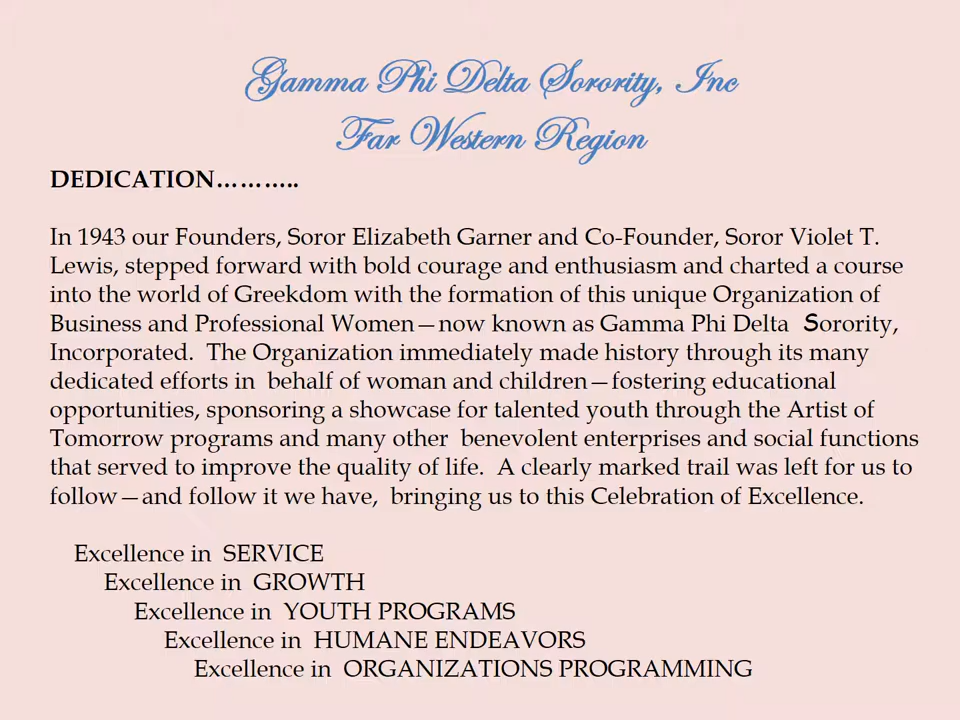 Gamma Phi Delta Sorority, Inc
Far Western Region
DEDICATION………..
In 1943 our Founders, Soror Elizabeth Garner and Co-Founder, Soror Violet T.
Lewis, stepped forward with bold courage and enthusiasm and charted a course
into the world of Greekdom with the formation of this unique Organization of
Business and Professional Women—now known as Gamma Phi Delta  Sorority,
Incorporated.  The Organization immediately made history through its many
dedicated efforts in  behalf of woman and children—fostering educational
opportunities, sponsoring a showcase for talented youth through the Artist of
Tomorrow programs and many other  benevolent enterprises and social functions
that served to improve the quality of life.  A clearly marked trail was left for us to
follow—and follow it we have,  bringing us to this Celebration of Excellence.
Excellence in  SERVICE
Excellence in  GROWTH
Excellence in  YOUTH PROGRAMS
Excellence in  HUMANE ENDEAVORS
Excellence in  ORGANIZATIONS PROGRAMMING